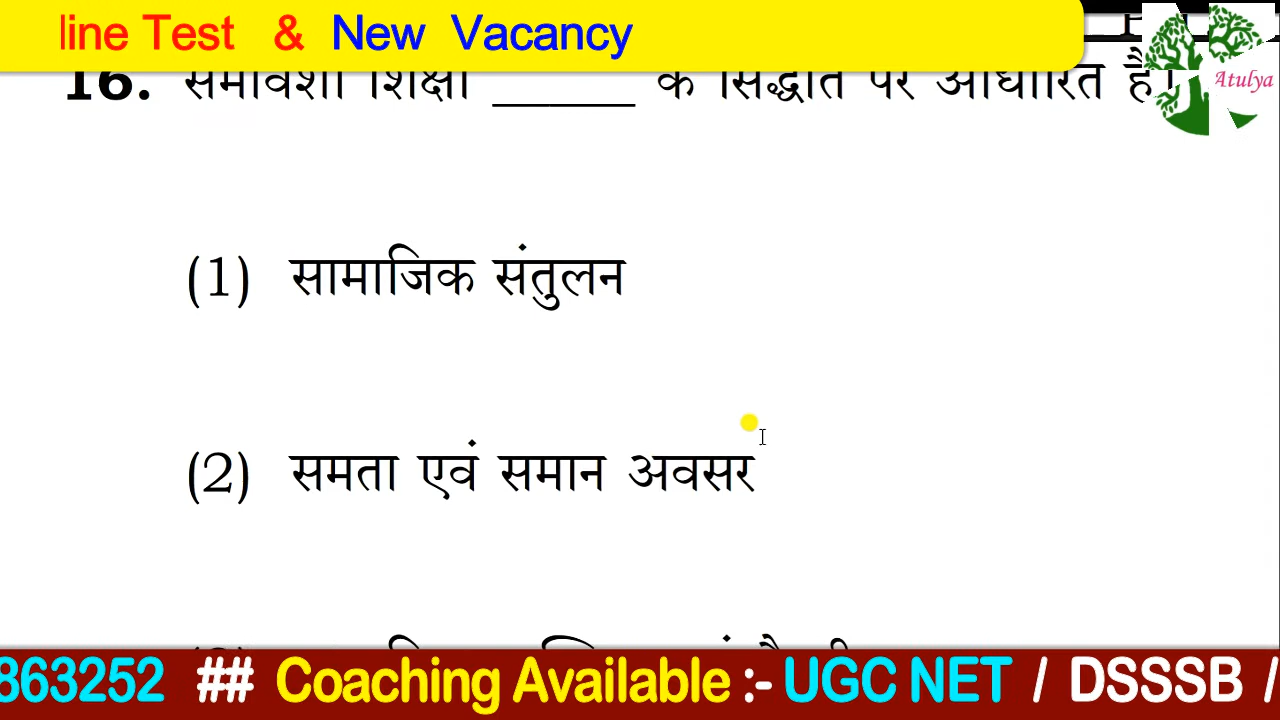 line Test & New Vacancy
Atulya
16. समावेशी शिक्षा _____ के सिद्धांत पर आधारित है।
(1) सामाजिक संतुलन
(2) समता एवं समान अवसर
863252 ## Coaching Available :- UGC NET / DSSSB /